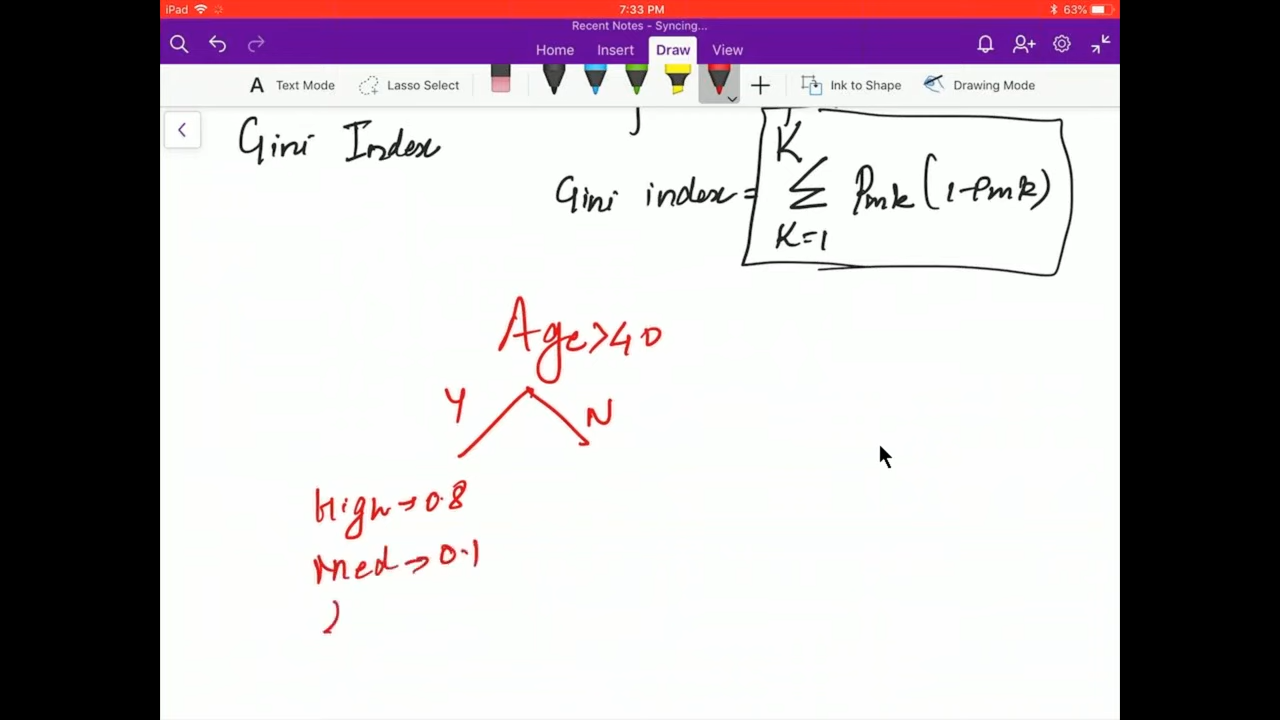 iPad 7:33 PM 63%
Recent Notes - Syncing...
Home Insert Draw View
A Text Mode Lasso Select Ink to Shape Drawing Mode
Gini Index
Gini index = K Σ K=1 Pmk (1-Pmk)
Age>40
Y N
High → 0.8
Med → 0.1